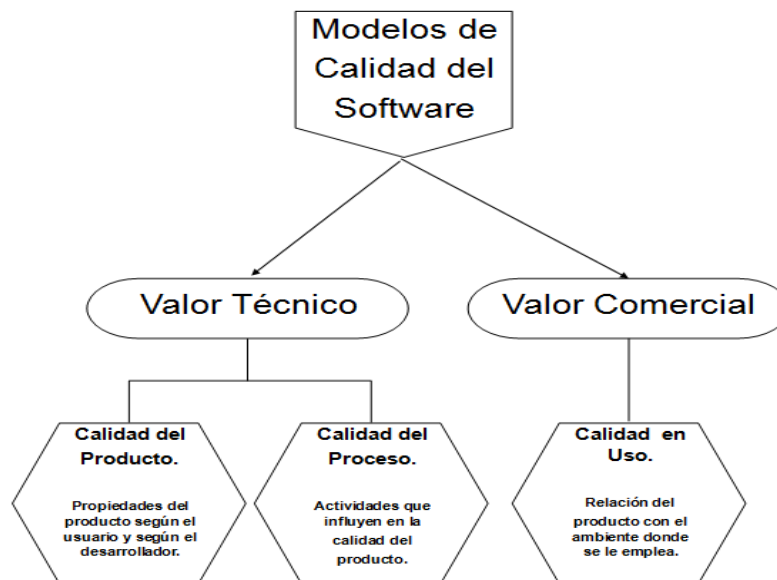 Modelos de
Calidad del
Software
Valor Técnico
Valor Comercial
Calidad del
Producto.
Propiedades del
producto según el
usuario y según el
desarrollador.
Calidad del
Proceso.
Actividades que
influyen en la
calidad del
producto.
Calidad en
Uso.
Relación del
producto con el
ambiente donde
se le emplea.